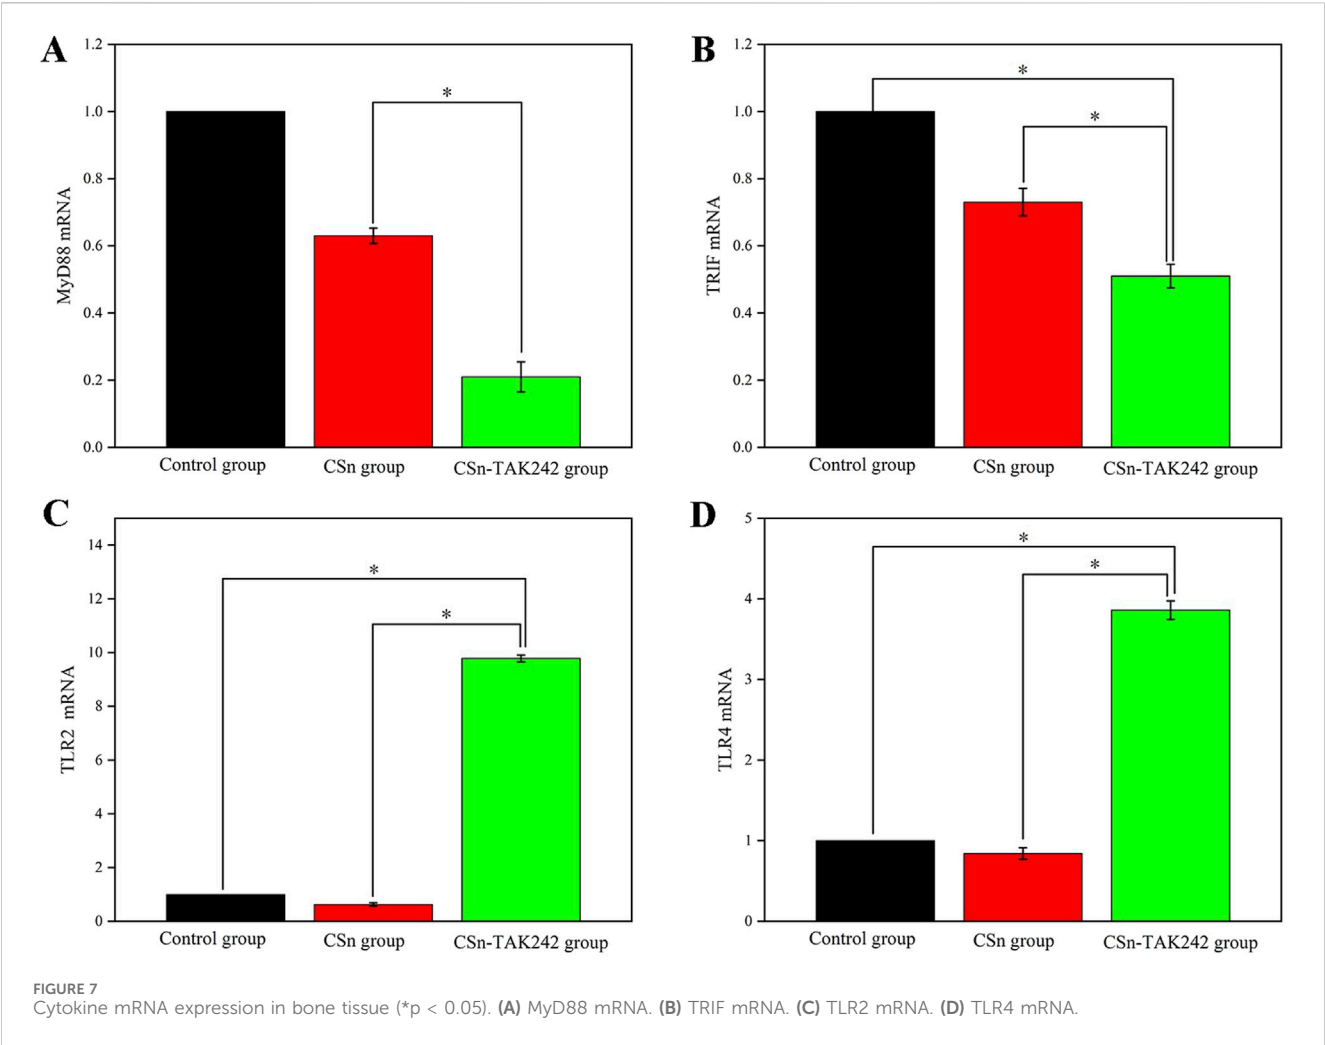 A
1.2
1.0
0.8
0.6
0.4
0.2
0.0
MyD88 mRNA
*
Control group
CSn group
CSn-TAK242 group
B
1.2
1.0
0.8
0.6
0.4
0.2
0.0
TRIF mRNA
*
*
Control group
CSn group
CSn-TAK242 group
C
14
12
10
8
6
4
2
0
TLR2 mRNA
*
*
Control group
CSn group
CSn-TAK242 group
D
5
4
3
2
1
0
TLR4 mRNA
*
*
Control group
CSn group
CSn-TAK242 group
FIGURE 7
Cytokine mRNA expression in bone tissue (*p < 0.05). (A) MyD88 mRNA. (B) TRIF mRNA. (C) TLR2 mRNA. (D) TLR4 mRNA.